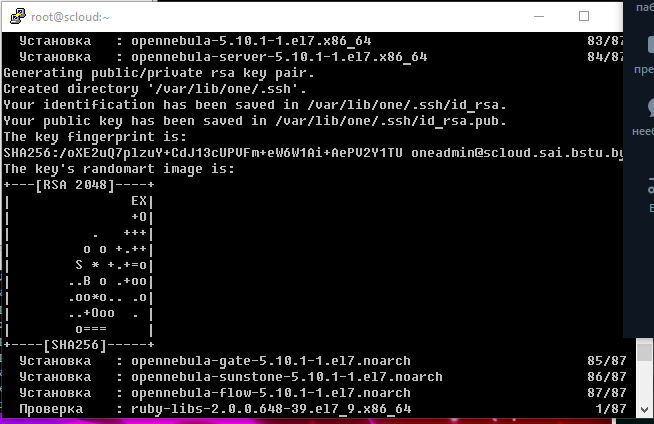 root@scloud:~
Установка : opennebula-5.10.1-1.el7.x86_64 83/87
Установка : opennebula-server-5.10.1-1.el7.x86_64 84/87
Generating public/private rsa key pair.
Created directory '/var/lib/one/.ssh'.
Your identification has been saved in /var/lib/one/.ssh/id_rsa.
Your public key has been saved in /var/lib/one/.ssh/id_rsa.pub.
The key fingerprint is:
SHA256:/oXE2uQ7plzuY+CdJ13cUPVFm+eW6W1Ai+AePV2Y1TU oneadmin@scloud.sai.bstu.by
The key's randomart image is:
+---[RSA 2048]----+
|               EX|
|               +O|
|          .   +++|
|         o o +.++|
|        S * +.+=o|
|       ..B o .+oo|
|       .oo*o.. .o|
|       ..+Ooo  . |
|        o===     |
+----[SHA256]-----+
Установка : opennebula-gate-5.10.1-1.el7.noarch 85/87
Установка : opennebula-sunstone-5.10.1-1.el7.noarch 86/87
Установка : opennebula-flow-5.10.1-1.el7.noarch 87/87
Проверка : ruby-libs-2.0.0.648-39.el7_9.x86_64 1/87
паб
пре
необ